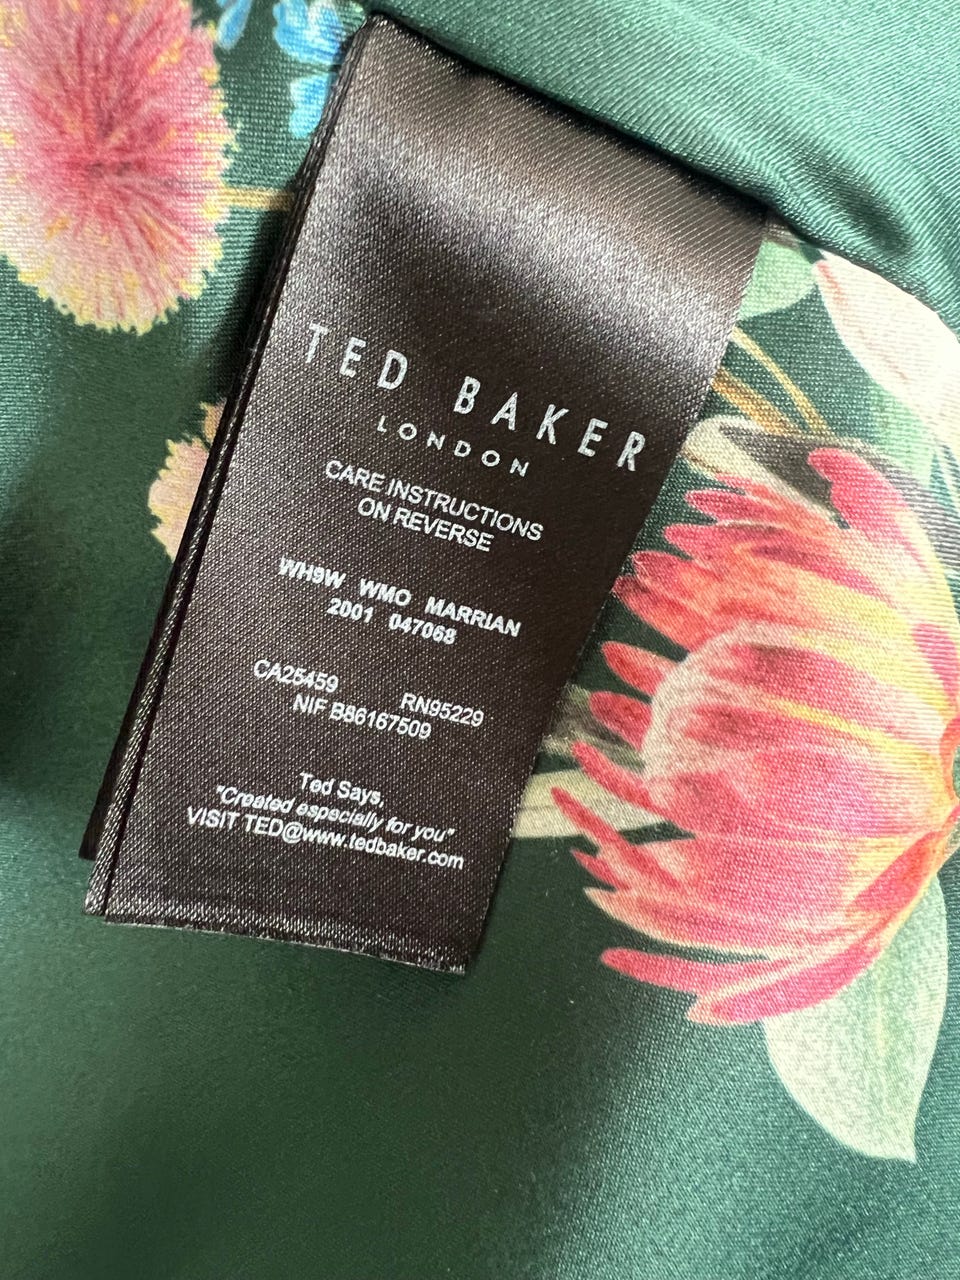 TED BAKER
LONDON
CARE INSTRUCTIONS
ON REVERSE
WH9W WMO MARRIAN
2001 047068
CA25459 RN95229
NIF B86167509
Ted Says,
"Created especially for you"
VISIT TED@www.tedbaker.com